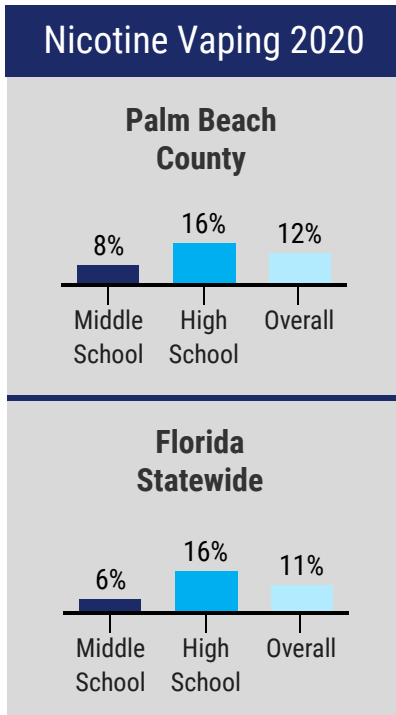 Nicotine Vaping 2020
Palm Beach
County
8%
16%
12%
Middle
School
High
School
Overall
Florida
Statewide
6%
16%
11%
Middle
School
High
School
Overall